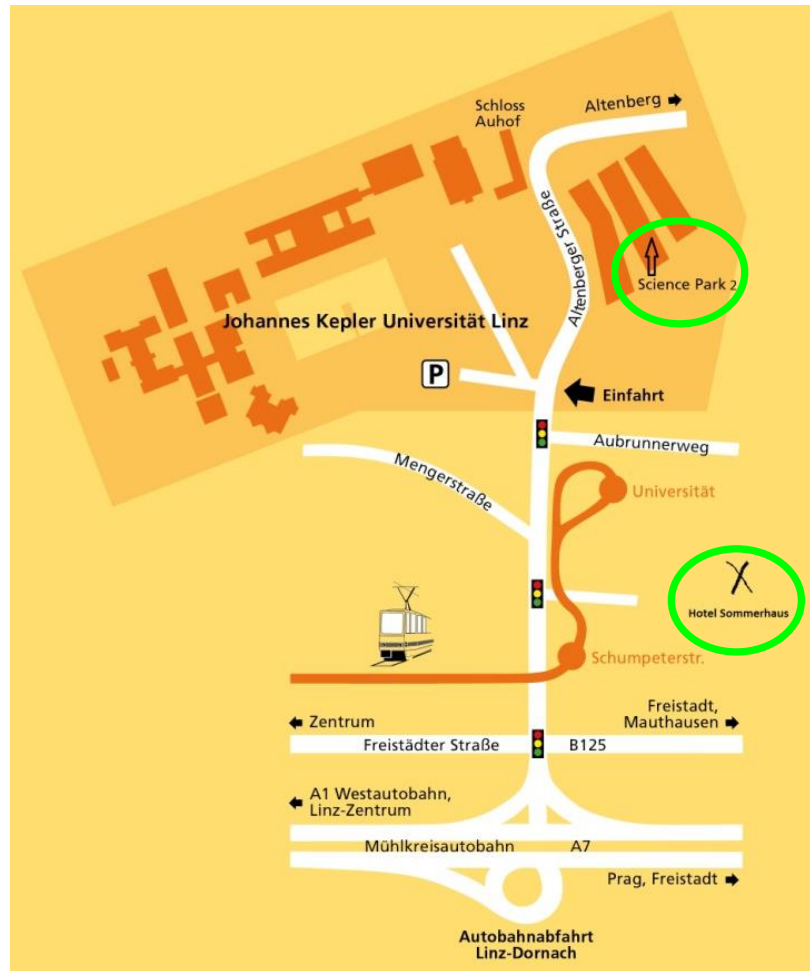 Altenberg
Schloss
Auhof
Altenberger Straße
Science Park 2
Johannes Kepler Universität Linz
P
Einfahrt
Aubrunnerweg
Mengerstraße
Universität
Hotel Sommerhaus
Schumpeterstr.
Zentrum
Freistadt,
Mauthausen
Freistädter Straße B125
A1 Westautobahn,
Linz-Zentrum
Mühlkreisautobahn A7
Prag, Freistadt
Autobahnabfahrt
Linz-Dornach